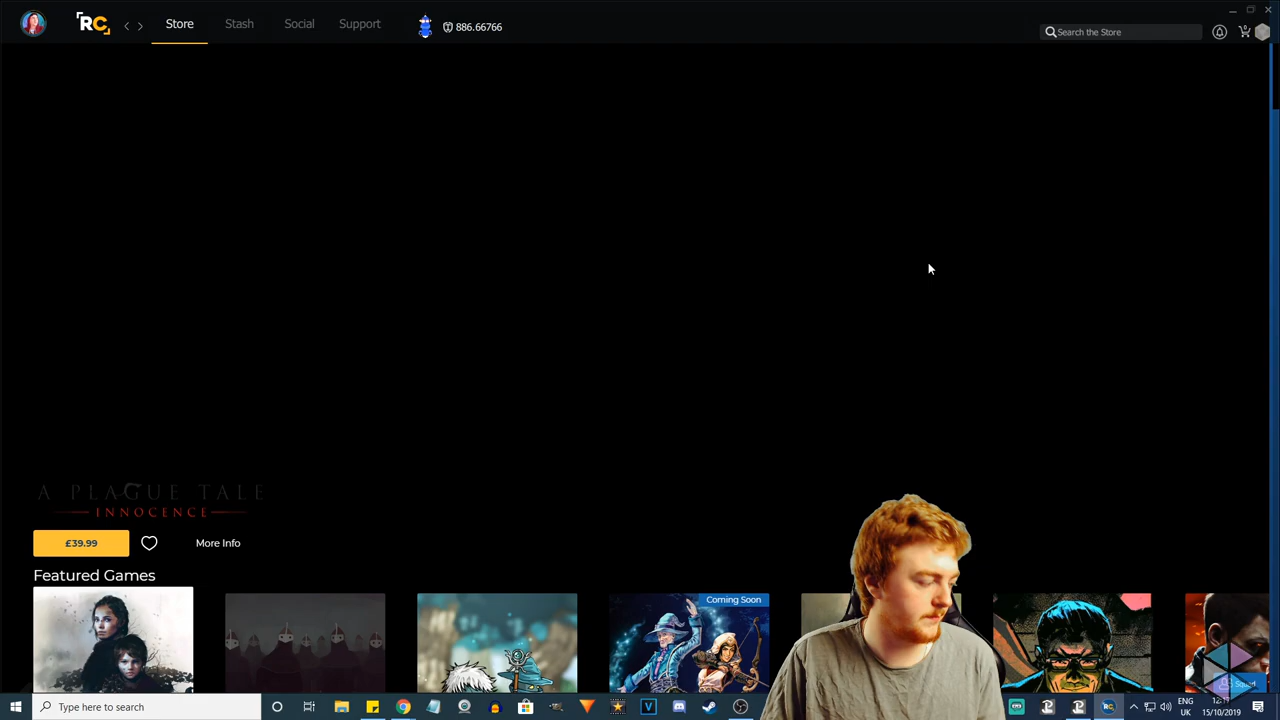 RC
Store
Stash
Social
Support
886.66766
Search the Store
A PLAGUE TALE
INNOCENCE
£39.99
More Info
Featured Games
Coming Soon
Squad
Type here to search
ENG
UK
15/10/2019